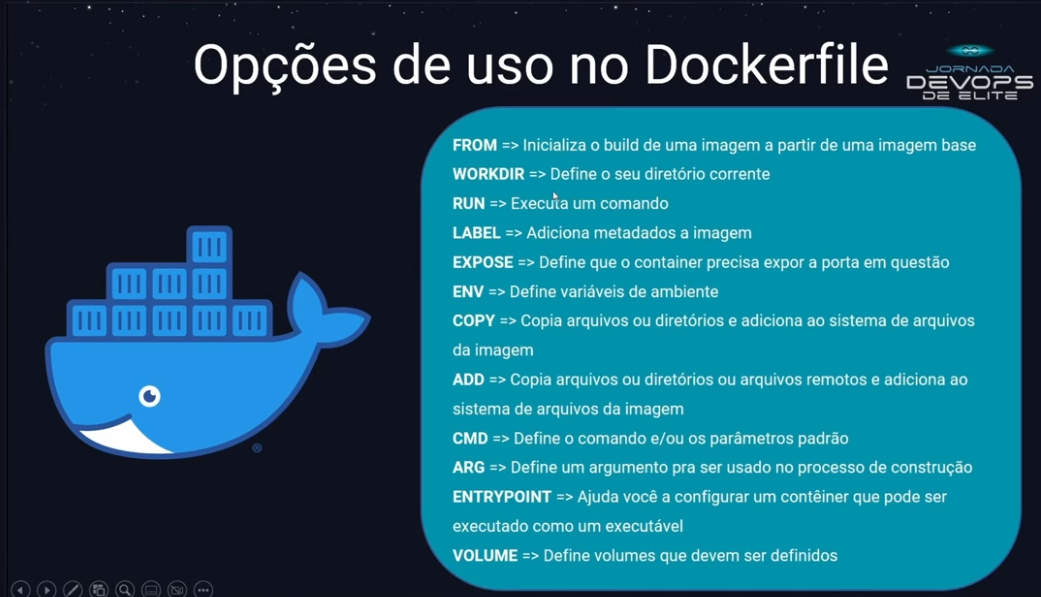 Opções de uso no Dockerfile
JORNADA
DEVOPS
DE ELITE
FROM => Inicializa o build de uma imagem a partir de uma imagem base
WORKDIR => Define o seu diretório corrente
RUN => Executa um comando
LABEL => Adiciona metadados a imagem
EXPOSE => Define que o container precisa expor a porta em questão
ENV => Define variáveis de ambiente
COPY => Copia arquivos ou diretórios e adiciona ao sistema de arquivos
da imagem
ADD => Copia arquivos ou diretórios ou arquivos remotos e adiciona ao
sistema de arquivos da imagem
CMD => Define o comando e/ou os parâmetros padrão
ARG => Define um argumento pra ser usado no processo de construção
ENTRYPOINT => Ajuda você a configurar um contêiner que pode ser
executado como um executável
VOLUME => Define volumes que devem ser definidos
®